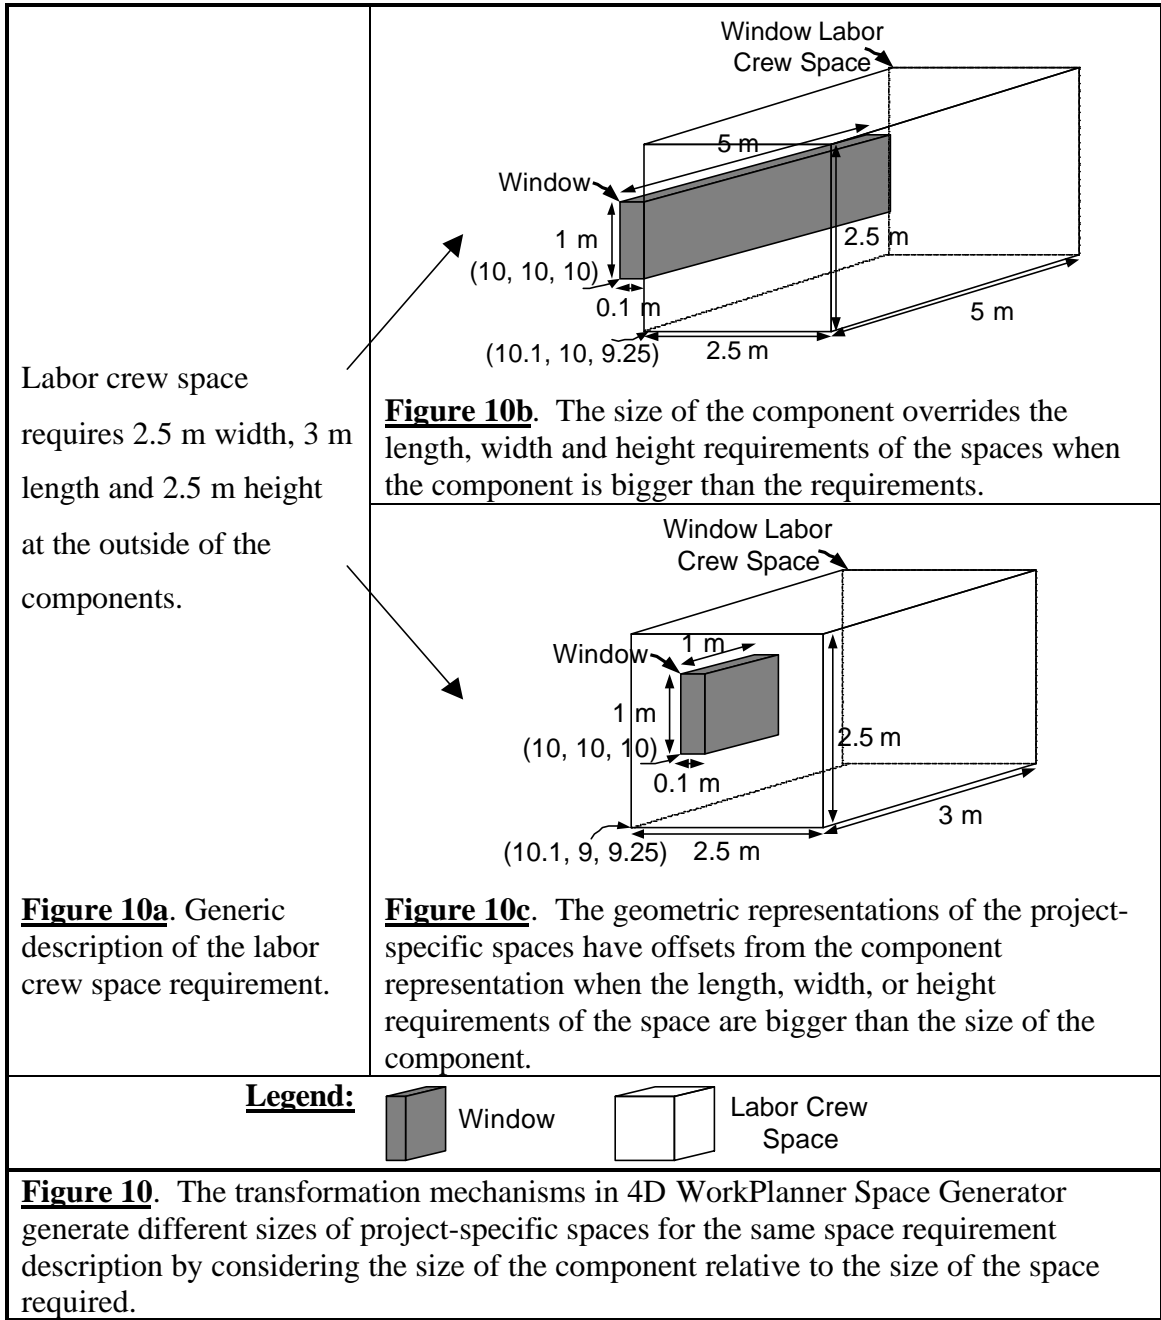 Labor crew space
requires 2.5 m width, 3 m
length and 2.5 m height
at the outside of the
components.
Figure 10a. Generic
description of the labor
crew space requirement.
Window Labor
Crew Space
5 m
Window
1 m
(10, 10, 10)
0.1 m
2.5 m
5 m
(10.1, 10, 9.25)
2.5 m
Figure 10b. The size of the component overrides the
length, width and height requirements of the spaces when
the component is bigger than the requirements.
Window Labor
Crew Space
1 m
Window
1 m
(10, 10, 10)
0.1 m
2.5 m
3 m
(10.1, 9, 9.25)
2.5 m
Figure 10c. The geometric representations of the project-
specific spaces have offsets from the component
representation when the length, width, or height
requirements of the space are bigger than the size of the
component.
Legend:
Window
Labor Crew
Space
Figure 10. The transformation mechanisms in 4D WorkPlanner Space Generator
generate different sizes of project-specific spaces for the same space requirement
description by considering the size of the component relative to the size of the space
required.